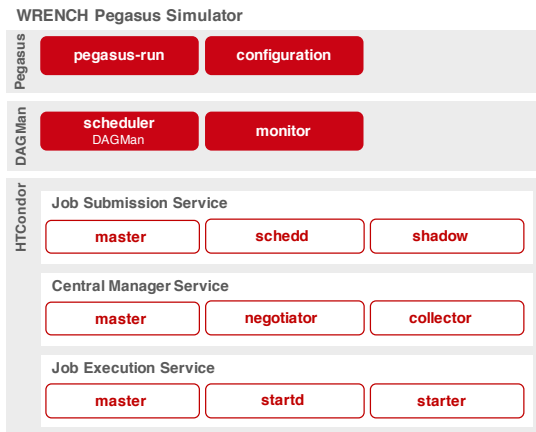 WRENCH Pegasus Simulator
Pegasus
pegasus-run
configuration
DAGMan
scheduler
DAGMan
monitor
HTCondor
Job Submission Service
master
schedd
shadow
Central Manager Service
master
negotiator
collector
Job Execution Service
master
startd
starter